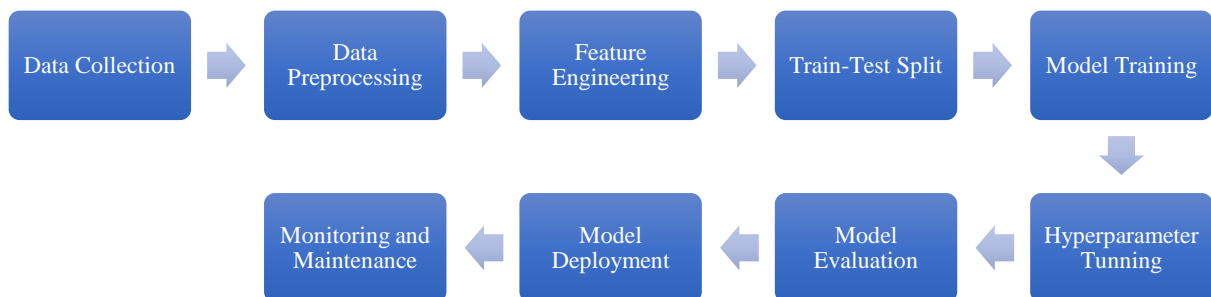 Data Collection
Data
Preprocessing
Feature
Engineering
Train-Test Split
Model Training
Hyperparameter
Tunning
Model
Evaluation
Model
Deployment
Monitoring and
Maintenance